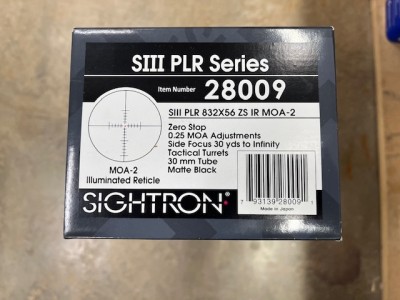 SIII PLR Series
Item Number 28009
SIII PLR 832X56 ZS IR MOA-2
Zero Stop
0.25 MOA Adjustments
Side Focus 30 yds to Infinity
Tactical Turrets
30 mm Tube
Matte Black
MOA-2
Illuminated Reticle
SIGHTRON
7 93139 28009
Made in Japan